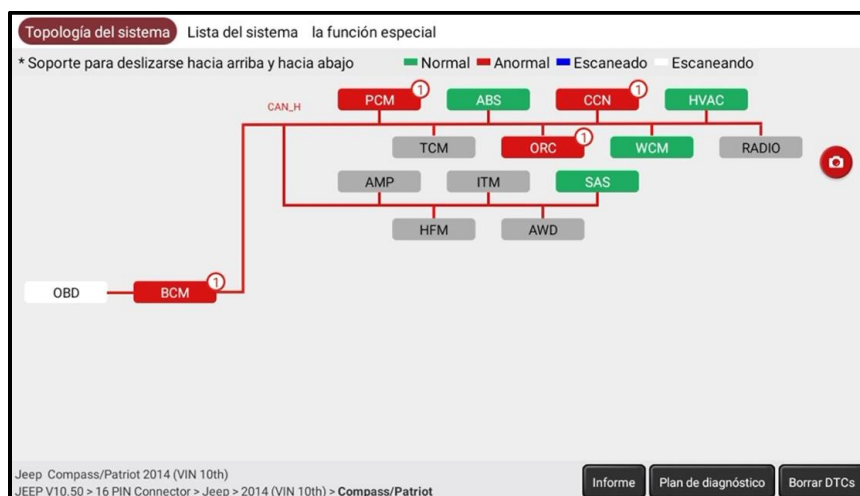 Topología del sistema Lista del sistema la función especial
* Soporte para deslizarse hacia arriba y hacia abajo Normal Anormal Escaneado Escaneando
CAN_H
PCM 1 ABS CCN 1 HVAC
TCM ORC 1 WCM RADIO
AMP ITM SAS
HFM AWD
OBD BCM 1
Jeep Compass/Patriot 2014 (VIN 10th)
JEEP V10.50 > 16 PIN Connector > Jeep > 2014 (VIN 10th) > Compass/Patriot
Informe Plan de diagnóstico Borrar DTCs